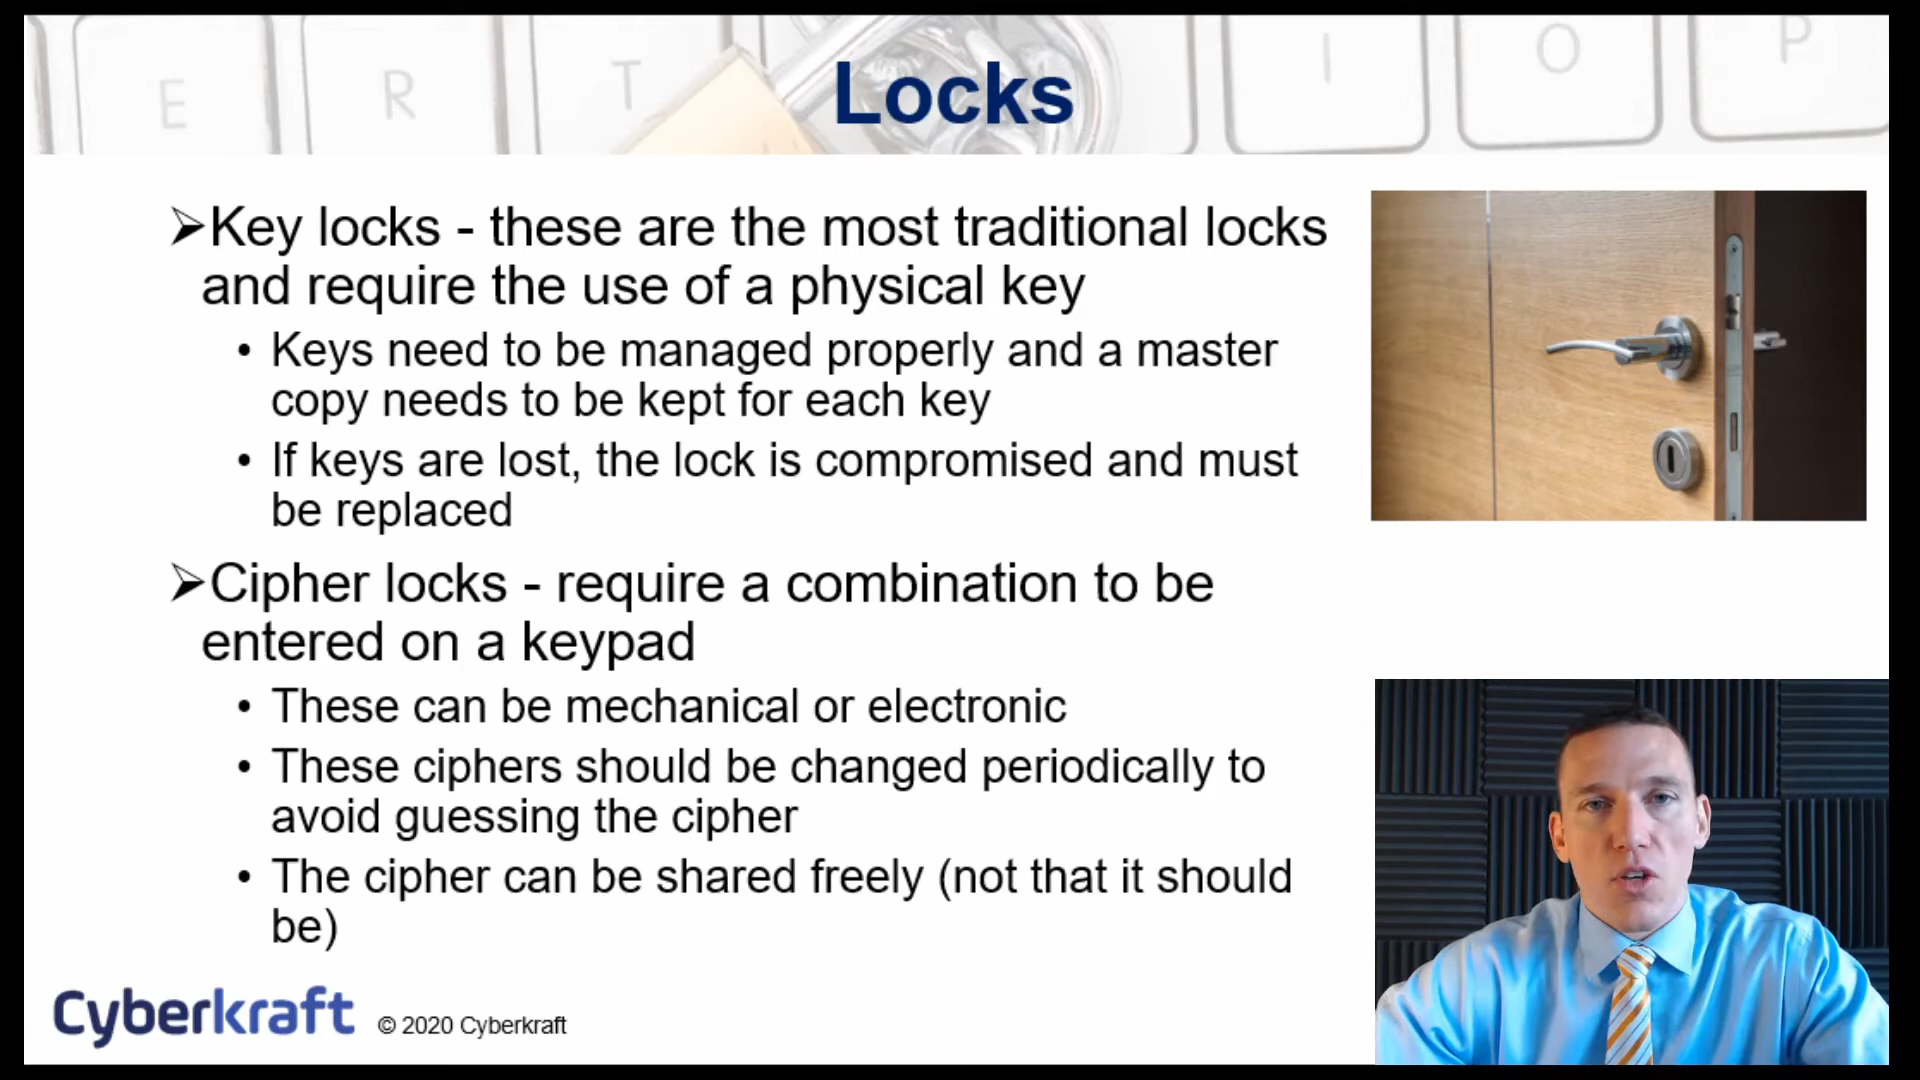 E R T I O P
Locks
➢Key locks - these are the most traditional locks
and require the use of a physical key
• Keys need to be managed properly and a master
copy needs to be kept for each key
• If keys are lost, the lock is compromised and must
be replaced
➢Cipher locks - require a combination to be
entered on a keypad
• These can be mechanical or electronic
• These ciphers should be changed periodically to
avoid guessing the cipher
• The cipher can be shared freely (not that it should
be)
Cyberkraft © 2020 Cyberkraft